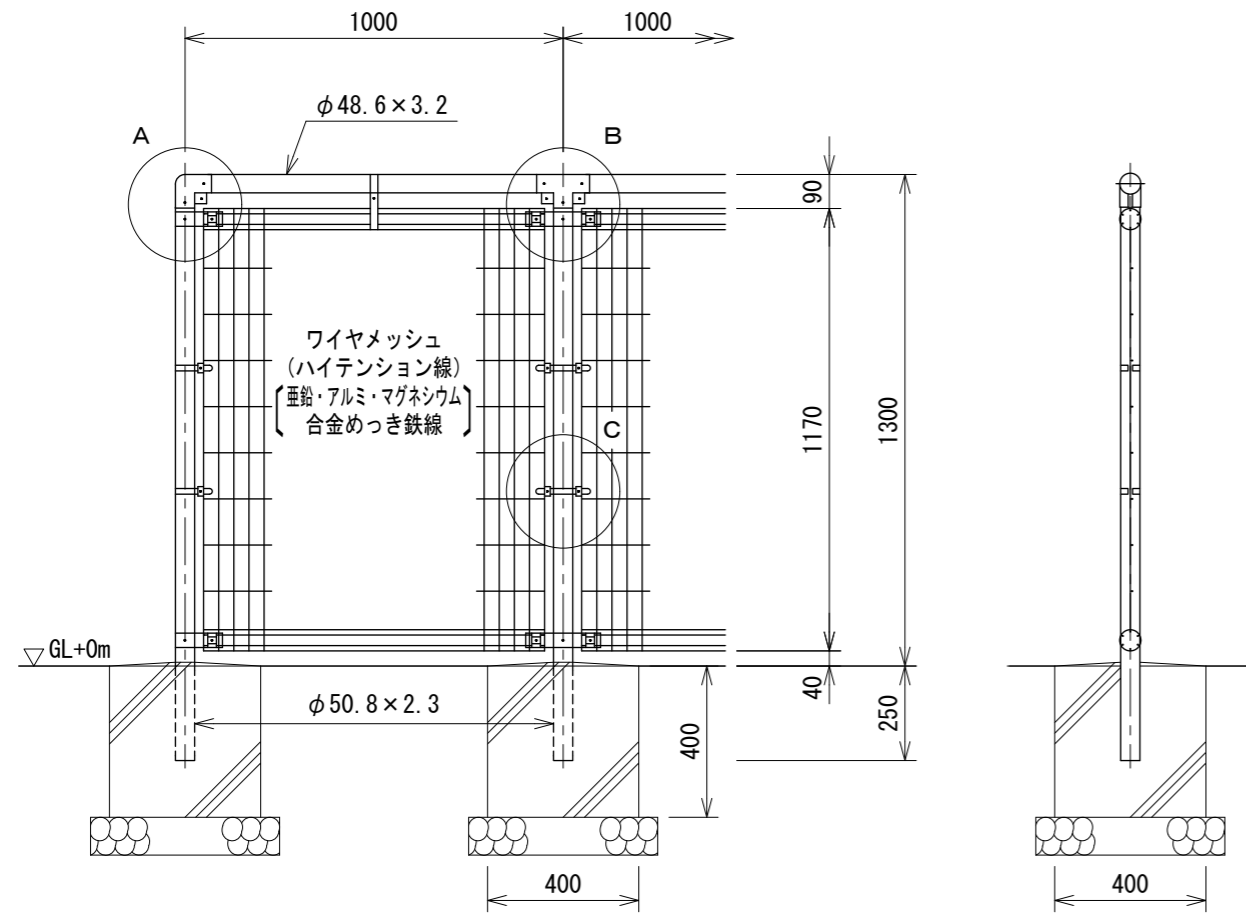 1000
1000
φ48.6×3.2
A
B
90
ワイヤメッシュ
(ハイテンション線)
亜鉛・アルミ・マグネシウム
合金めっき鉄線
C
1170
1300
GL+0m
40
φ50.8×2.3
400
250
400
400